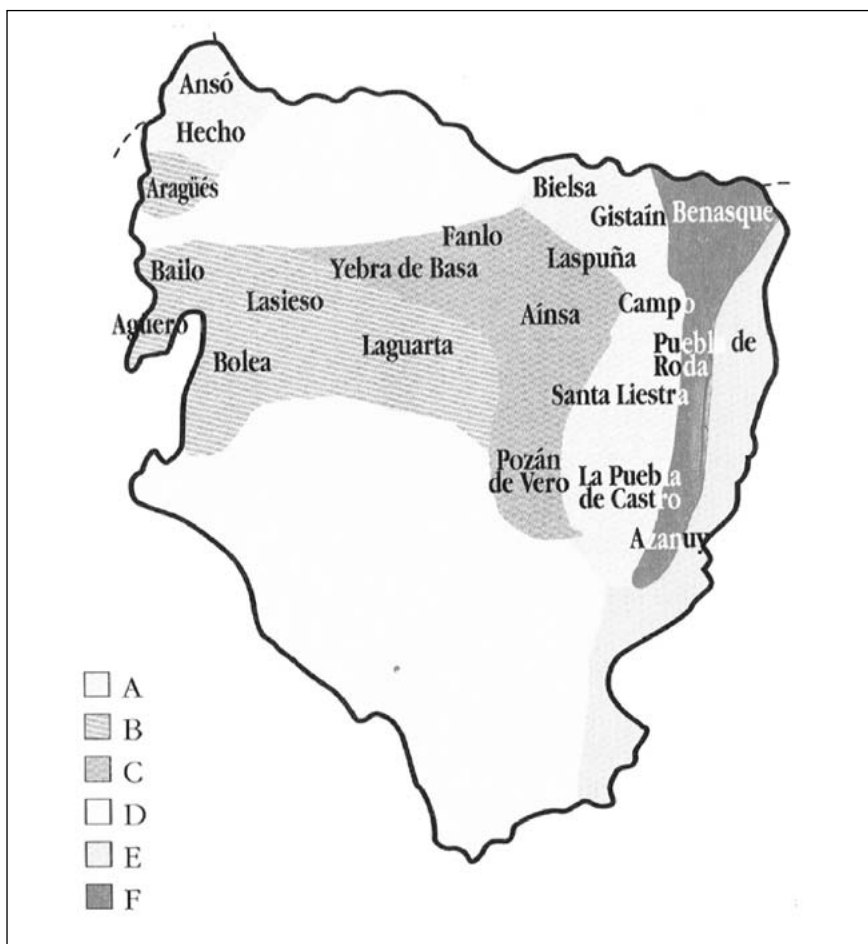 Ansó
Hecho
Aragüés
Bielsa
Gistaín
Benasque
Fanlo
Laspuña
Bailo
Yebra de Basa
Lasieso
Aínsa
Campo
Agüero
Laguarta
Puebla de
Roda
Bolea
Santa Liestra
Pozán
de Vero
La Puebla
de Castro
Azanuy
A
B
C
D
E
F